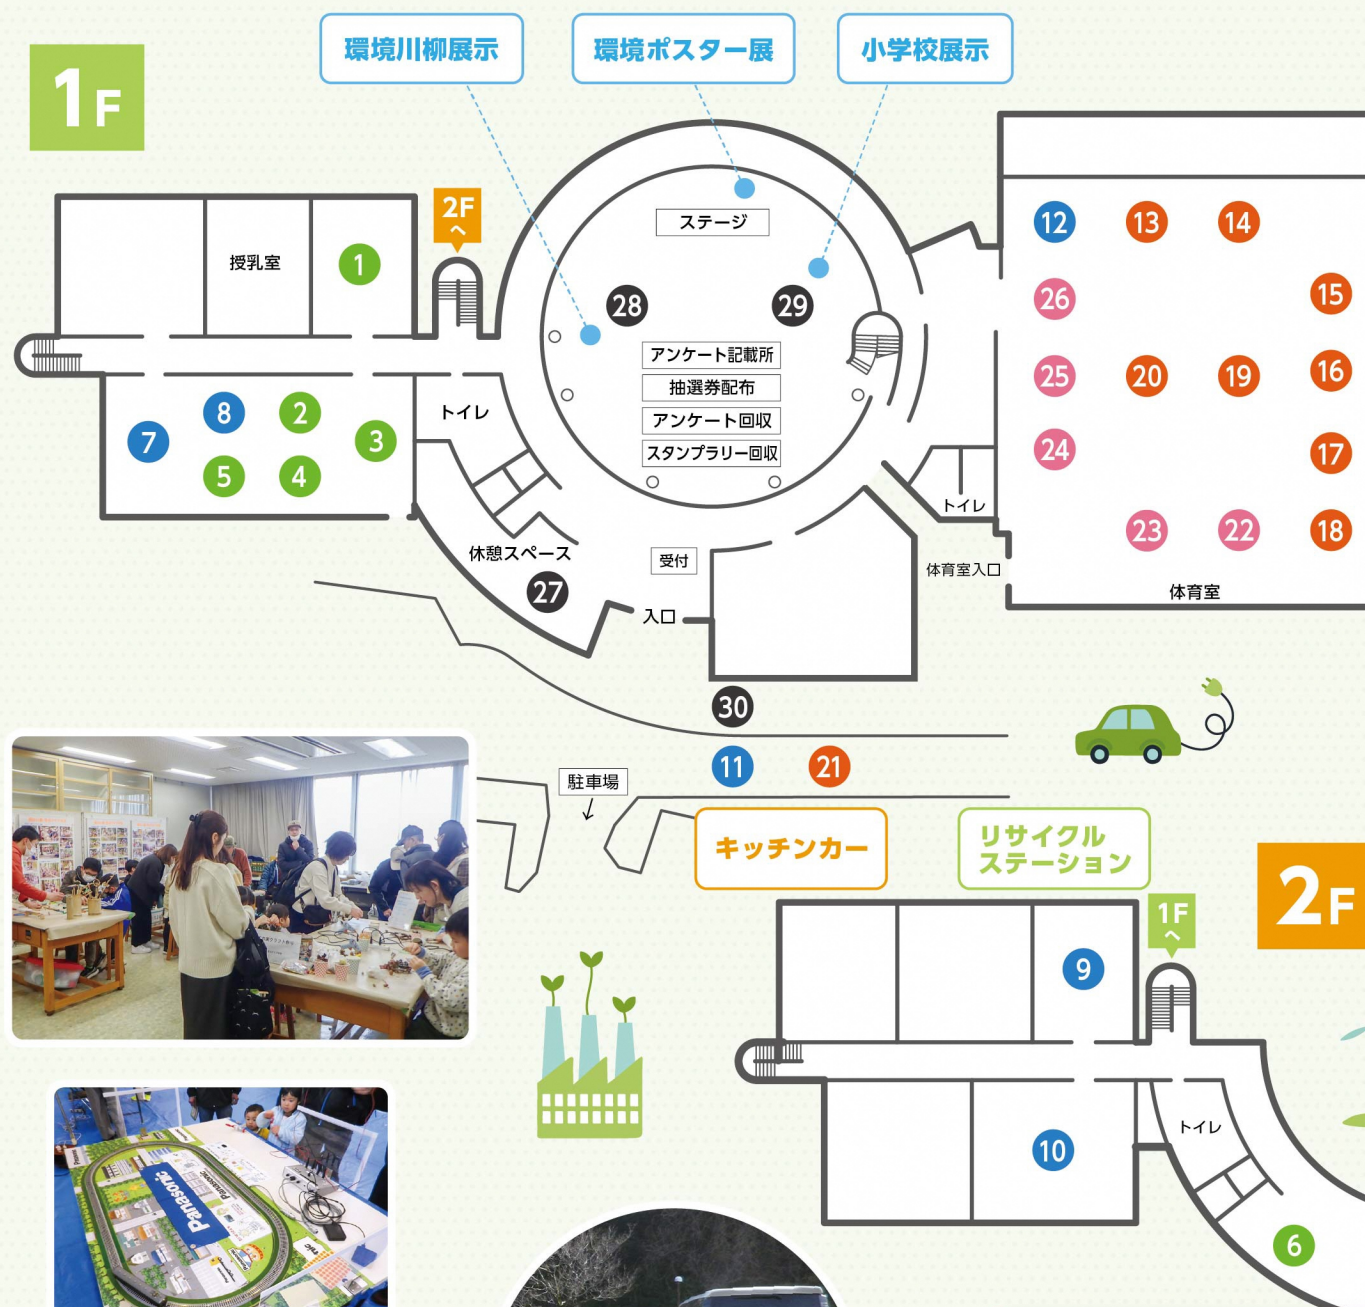 環境川柳展示
環境ポスター展
小学校展示
1F
2F
へ
授乳室
1
ステージ
28
29
アンケート記載所
抽選券配布
アンケート回収
スタンプラリー回収
12
13
14
26
15
25
20
19
16
24
17
23
22
18
体育室
7
8
2
3
5
4
トイレ
休憩スペース
27
受付
入口
トイレ
体育室入口
30
11
21
駐車場
キッチンカー
リサイクル
ステーション
2F
1F
へ
9
10
トイレ
6
Panasonic
Panasonic